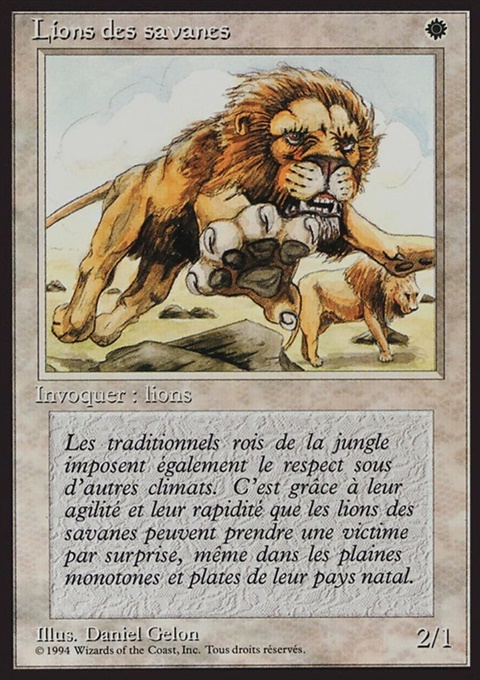 Lions des savanes
Invoquer : lions
Les traditionnels rois de la jungle
imposent également le respect sous
d'autres climats. C'est grâce à leur
agilité et leur rapidité que les lions des
savanes peuvent prendre une victime
par surprise, même dans les plaines
monotones et plates de leur pays natal.
Illus. Daniel Gelon
2/1
©1994 Wizards of the Coast, Inc. Tous droits réservés.